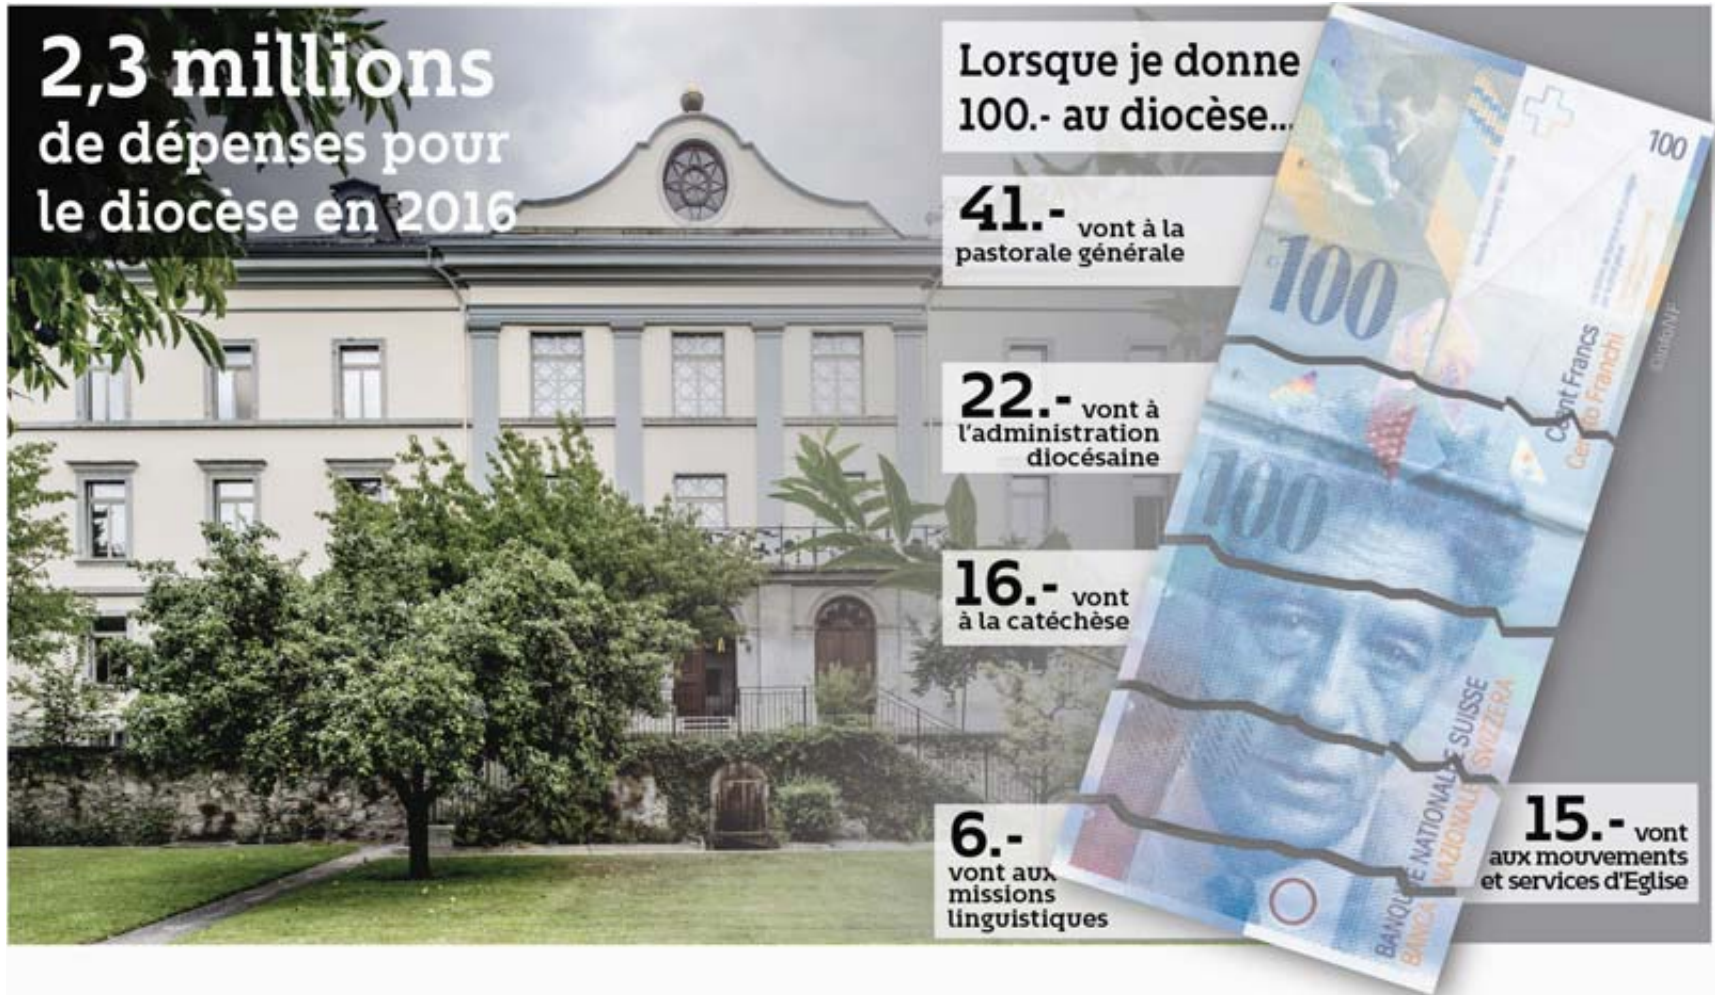 2,3 millions
de dépenses pour
le diocèse en 2016
Lorsque je donne
100.- au diocèse...
41.- vont à la
pastorale générale
22.- vont à
l'administration
diocésaine
16.- vont
à la catéchèse
6.-
vont aux
missions
linguistiques
15.- vont
aux mouvements
et services d'Eglise
100
100
Cent Francs
Cento Franchi
100
BANQUE NATIONALE SUISSE
BANCA NAZIONALE SVIZZERA